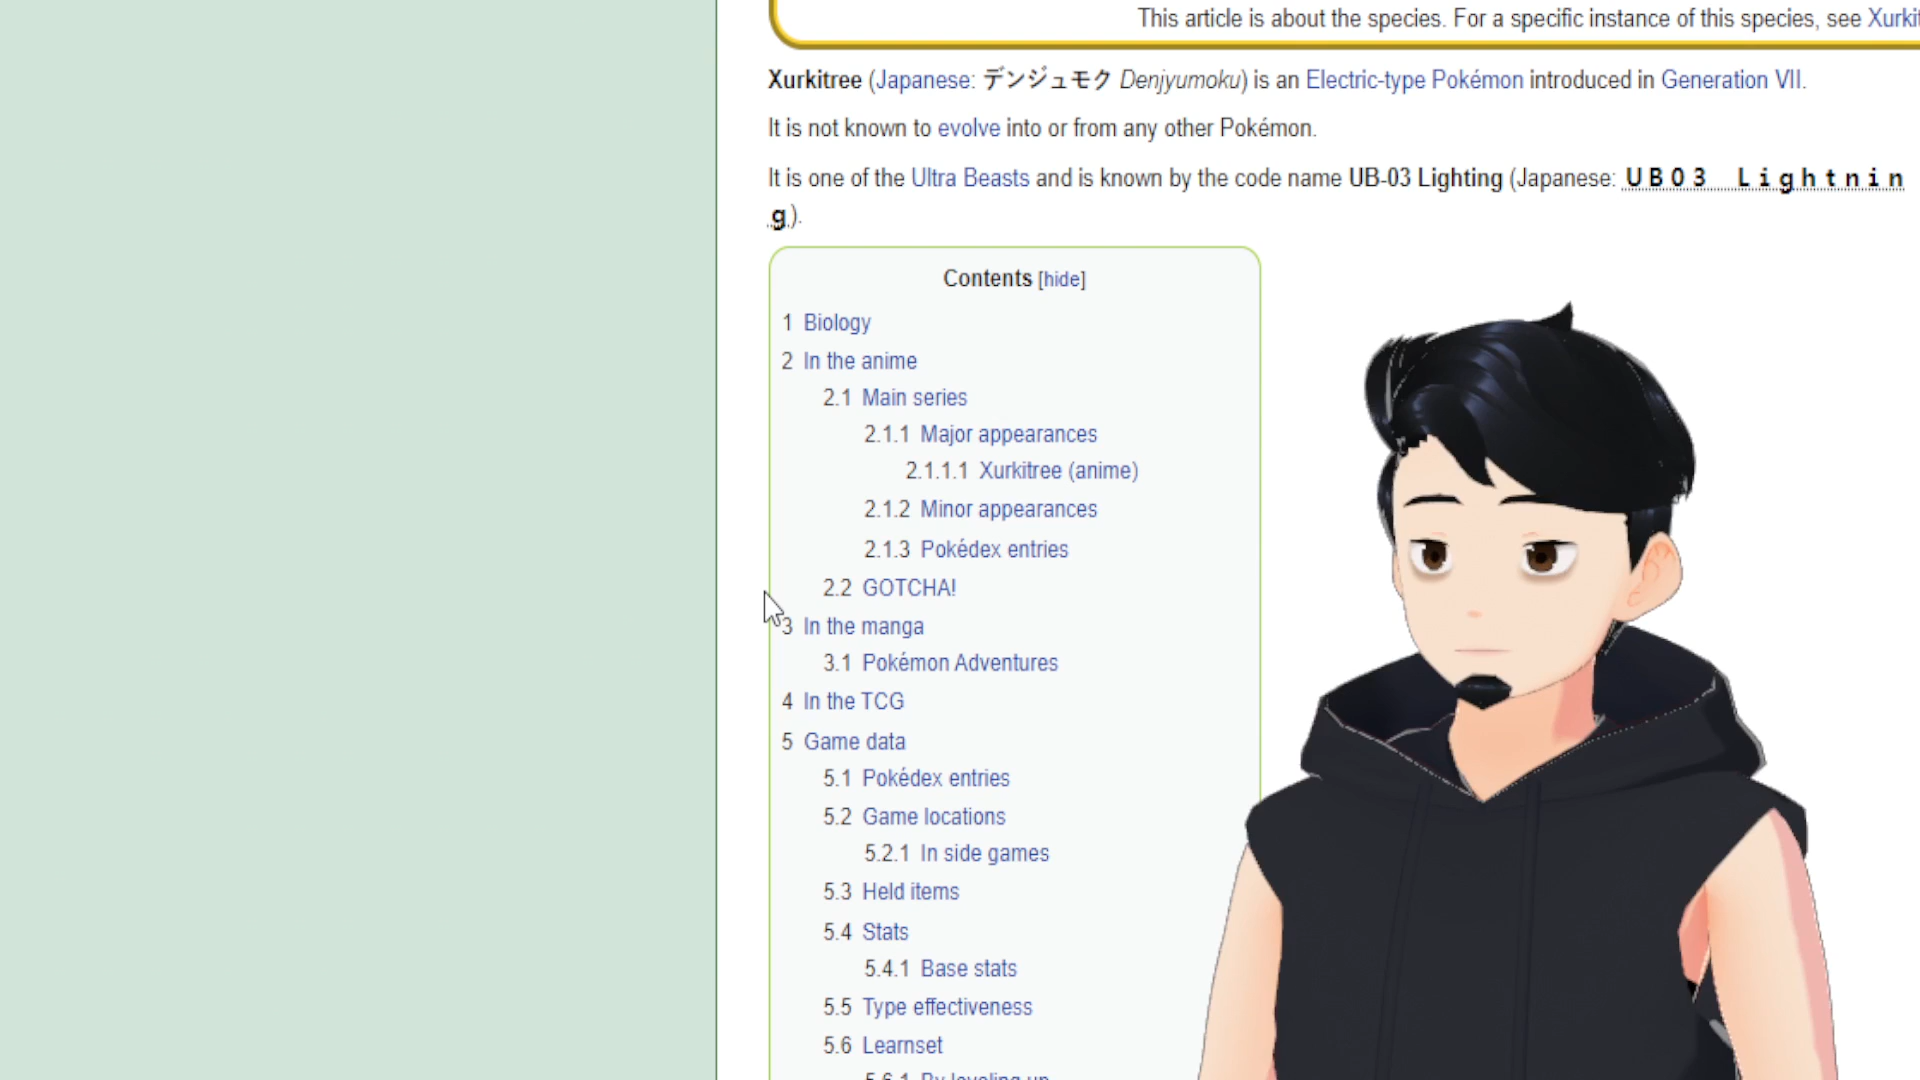 This article is about the species. For a specific instance of this species, see Xurkit
Xurkitree (Japanese: デンジュモク Denjyumoku) is an Electric-type Pokémon introduced in Generation VII.
It is not known to evolve into or from any other Pokémon.
It is one of the Ultra Beasts and is known by the code name UB-03 Lighting (Japanese: ＵＢ０３　Ｌｉｇｈｔｎｉｎ
ｇ).
Contents [hide]
1 Biology
2 In the anime
2.1 Main series
2.1.1 Major appearances
2.1.1.1 Xurkitree (anime)
2.1.2 Minor appearances
2.1.3 Pokédex entries
2.2 GOTCHA!
3 In the manga
3.1 Pokémon Adventures
4 In the TCG
5 Game data
5.1 Pokédex entries
5.2 Game locations
5.2.1 In side games
5.3 Held items
5.4 Stats
5.4.1 Base stats
5.5 Type effectiveness
5.6 Learnset
5.6.1 By leveling up